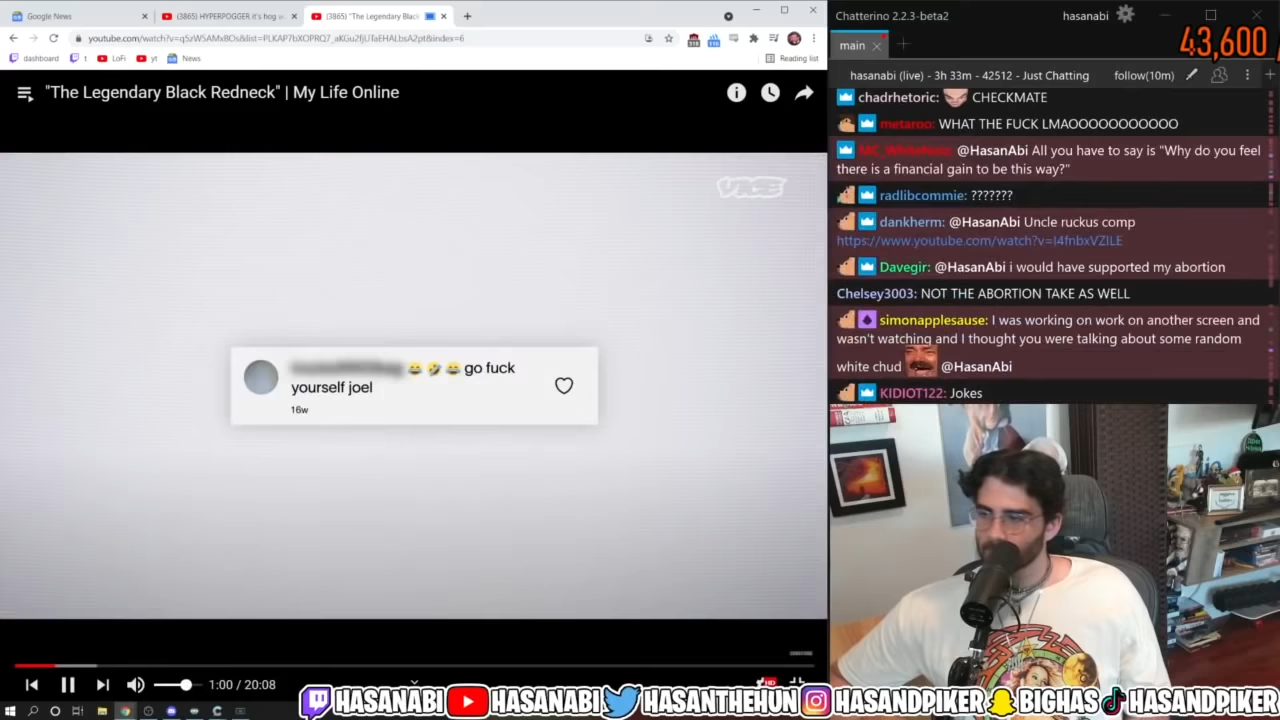 Google News
(3865) HYPERPOGGER it's hog w
(3865) "The Legendary Black
youtube.com/watch?v=q5zW5AMxBOs&list=PLKAP7bXOPRQ7_aKGu2fjUTaEHALbsA2pt&index=6
dashboard
t
LoFi
yt
News
Reading list
"The Legendary Black Redneck" | My Life Online
VICE
😂 🤣 😂 go fuck
yourself joel
16w
1:00 / 20:08
HD
Chatterino 2.2.3-beta2
hasanabi
43,600
main
hasanabi (live) - 3h 33m - 42512 - Just Chatting
follow(10m)
chadrhetoric: CHECKMATE
metaroo: WHAT THE FUCK LMAOOOOOOOOOO
@HasanAbi All you have to say is "Why do you feel
there is a financial gain to be this way?"
radlibcommie: ???????
dankherm: @HasanAbi Uncle ruckus comp
https://www.youtube.com/watch?v=I4fnbxVZILE
Davegir: @HasanAbi i would have supported my abortion
Chelsey3003: NOT THE ABORTION TAKE AS WELL
simonapplesause: I was working on work on another screen and
wasn't watching and I thought you were talking about some random
white chud @HasanAbi
KIDIOT122: Jokes
HASANABI HASANABI HASANTHEHUN HASANDPIKER BIGHAS HASANDPIKER